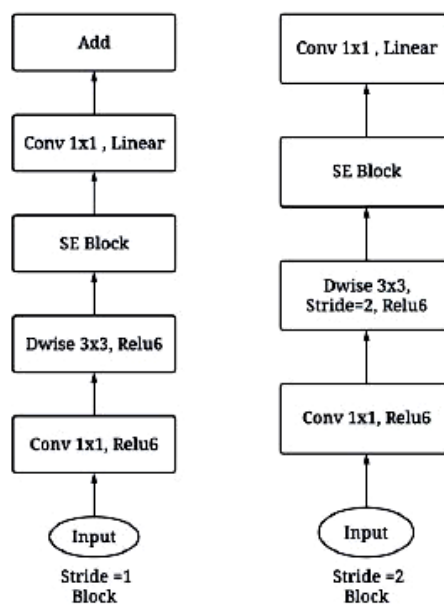 Add
Conv 1x1 , Linear
SE Block
Dwise 3x3, Relu6
Conv 1x1, Relu6
Input
Stride =1
Block
Conv 1x1 , Linear
SE Block
Dwise 3x3,
Stride=2, Relu6
Conv 1x1, Relu6
Input
Stride =2
Block